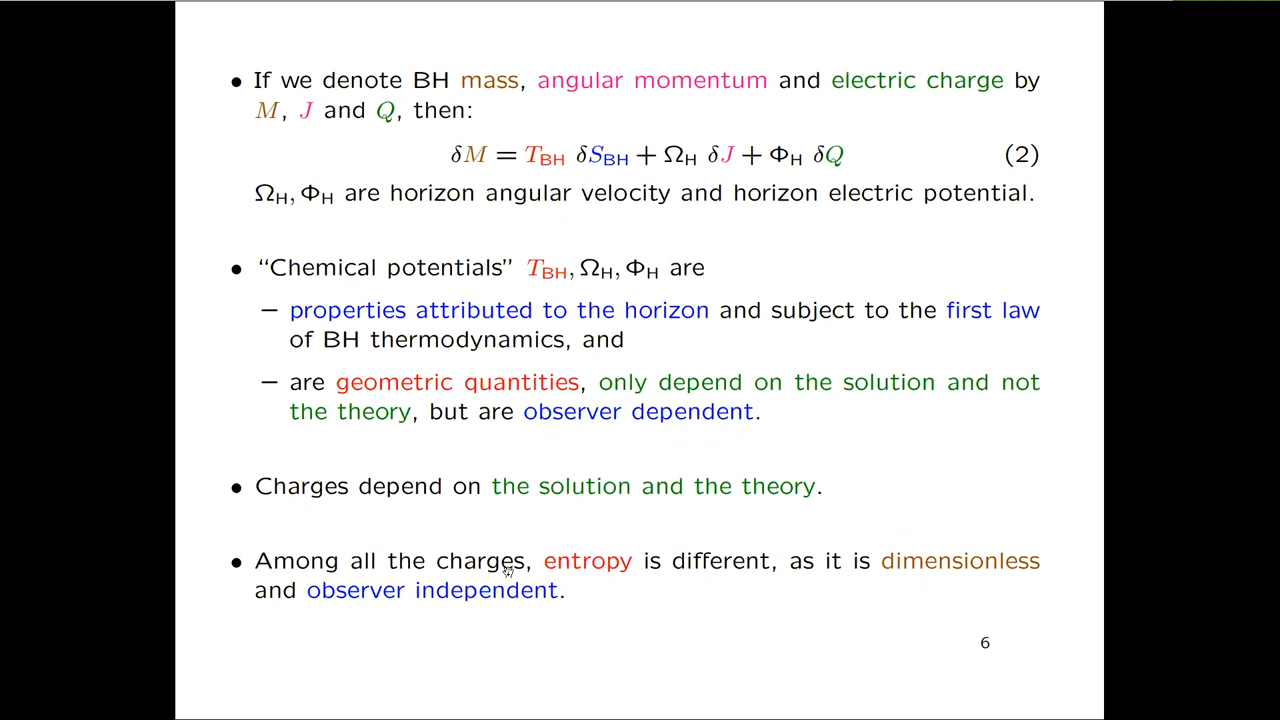 • If we denote BH mass, angular momentum and electric charge by
M, J and Q, then:
δM = T_BH δS_BH + Ω_H δJ + Φ_H δQ (2)
Ω_H, Φ_H are horizon angular velocity and horizon electric potential.
• “Chemical potentials” T_BH, Ω_H, Φ_H are
– properties attributed to the horizon and subject to the first law
of BH thermodynamics, and
– are geometric quantities, only depend on the solution and not
the theory, but are observer dependent.
• Charges depend on the solution and the theory.
• Among all the charges, entropy is different, as it is dimensionless
and observer independent.
6